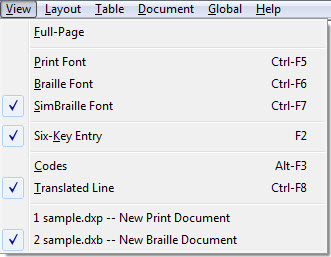 View Layout Table Document Global Help
Full-Page
Print Font Ctrl-F5
Braille Font Ctrl-F6
SimBraille Font Ctrl-F7
Six-Key Entry F2
Codes Alt-F3
Translated Line Ctrl-F8
1 sample.dxp -- New Print Document
2 sample.dxb -- New Braille Document